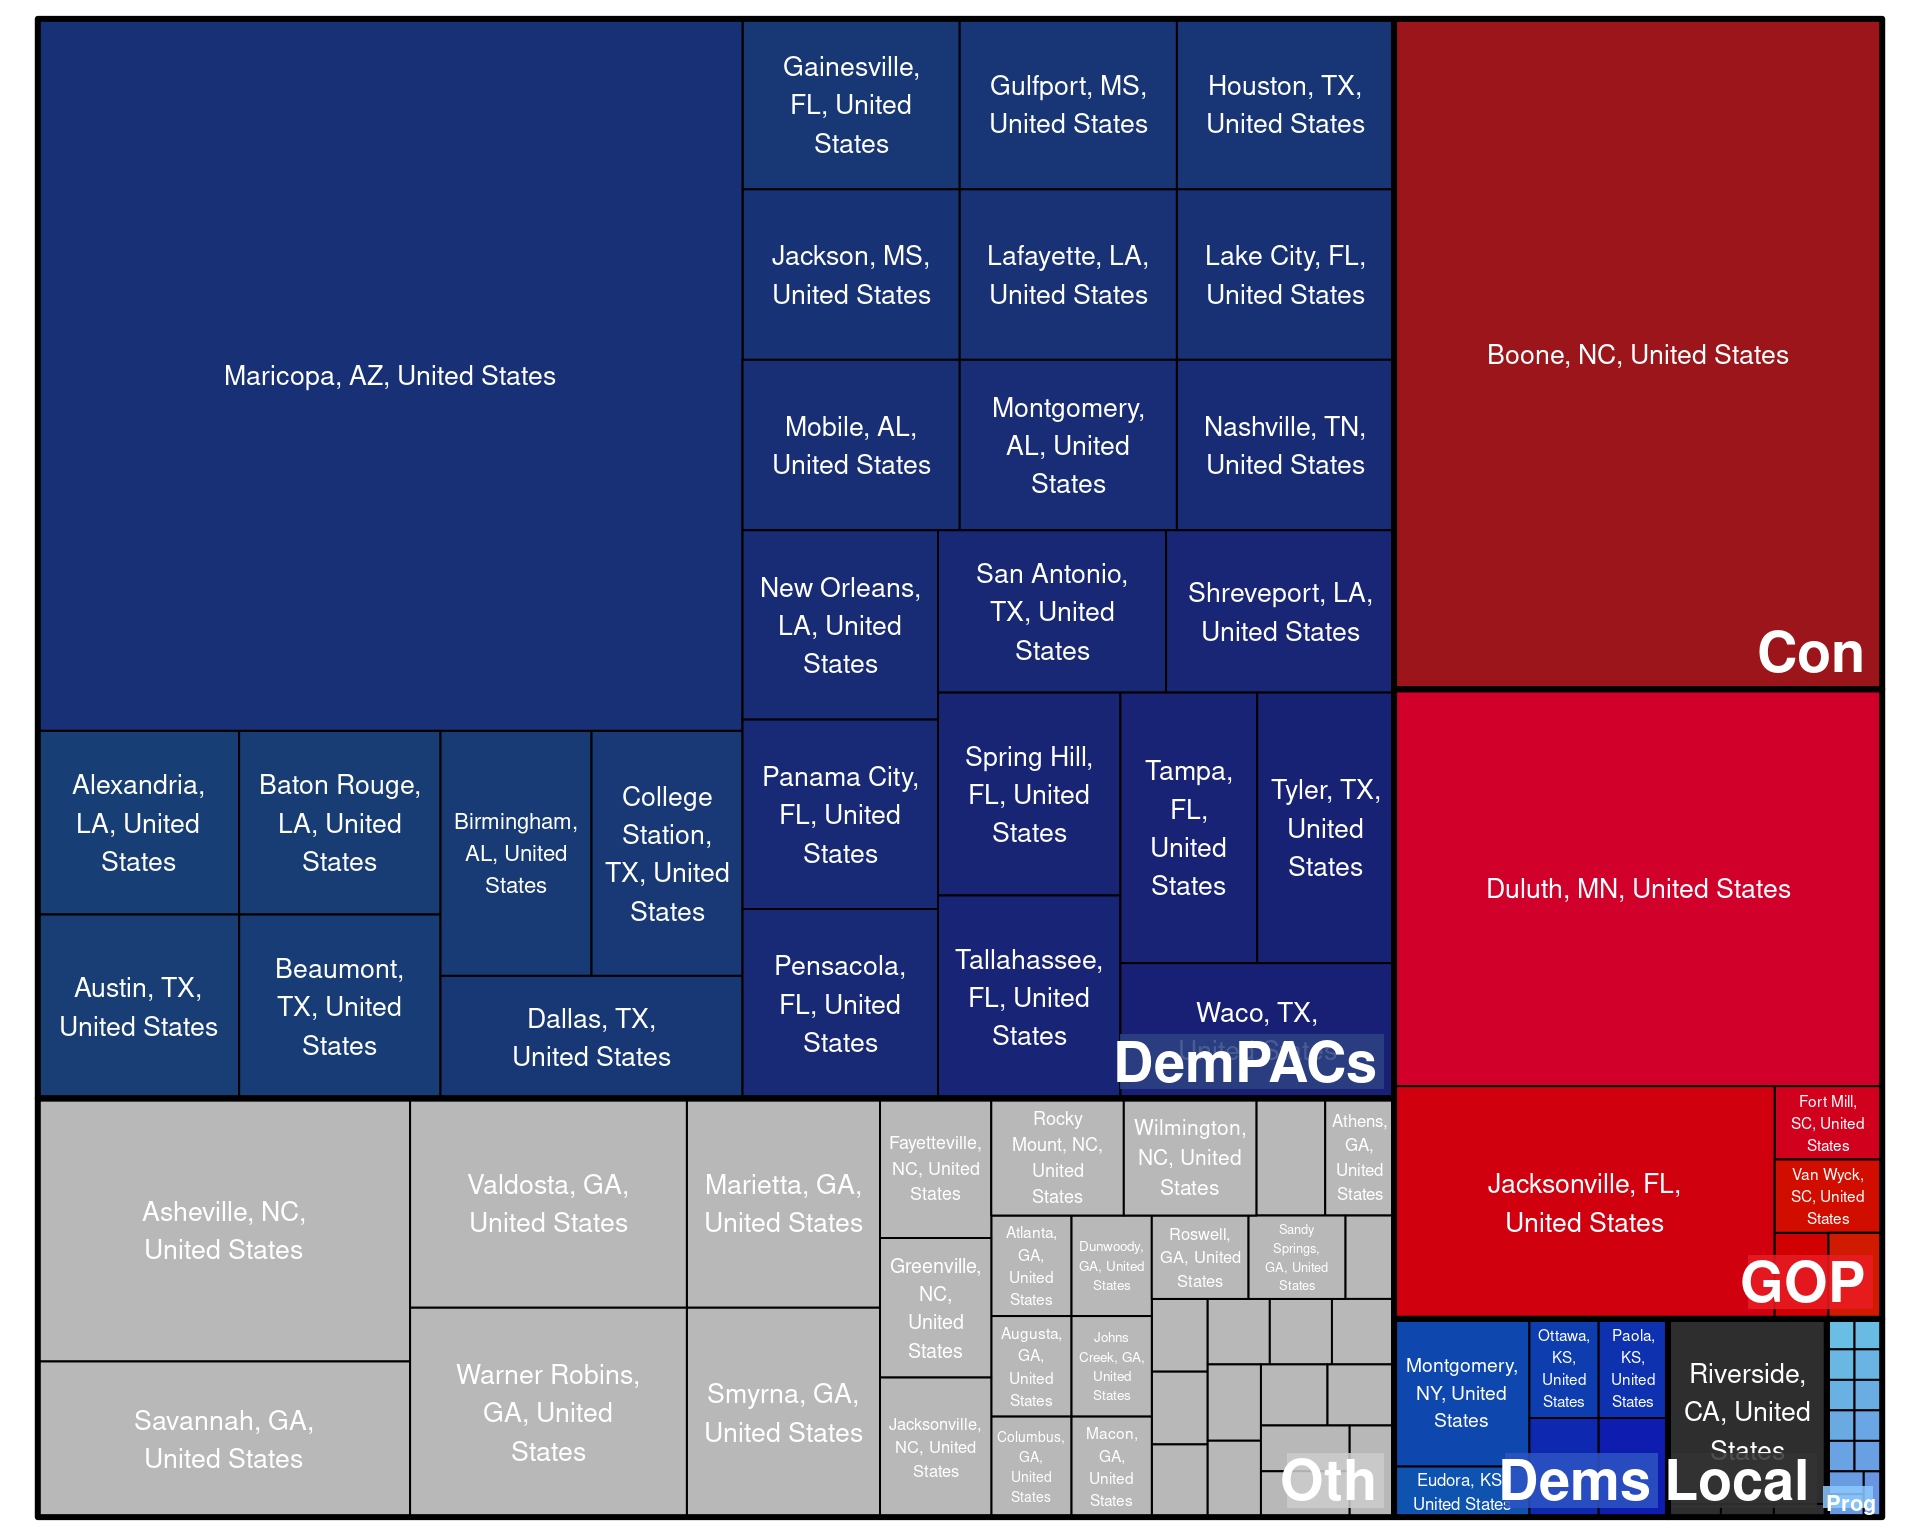 Maricopa, AZ, United States
Gainesville,
FL, United
States
Gulfport, MS,
United States
Houston, TX,
United States
Jackson, MS,
United States
Lafayette, LA,
United States
Lake City, FL,
United States
Mobile, AL,
United States
Montgomery,
AL, United
States
Nashville, TN,
United States
New Orleans,
LA, United
States
San Antonio,
TX, United
States
Shreveport, LA,
United States
Panama City,
FL, United
States
Spring Hill,
FL, United
States
Tampa,
FL,
United
States
Tyler, TX,
United
States
Pensacola,
FL, United
States
Tallahassee,
FL, United
States
Waco, TX,
United States
DemPACs
Alexandria,
LA, United
States
Baton Rouge,
LA, United
States
Birmingham,
AL, United
States
College
Station,
TX, United
States
Austin, TX,
United States
Beaumont,
TX, United
States
Dallas, TX,
United States
Boone, NC, United States
Con
Duluth, MN, United States
Jacksonville, FL,
United States
Fort Mill,
SC, United
States
Van Wyck,
SC, United
States
GOP
Asheville, NC,
United States
Savannah, GA,
United States
Valdosta, GA,
United States
Warner Robins,
GA, United
States
Marietta, GA,
United States
Smyrna, GA,
United States
Fayetteville,
NC, United
States
Greenville,
NC,
United
States
Jacksonville,
NC, United
States
Rocky
Mount, NC,
United
States
Wilmington,
NC, United
States
Athens,
GA,
United
States
Atlanta,
GA,
United
States
Dunwoody,
GA, United
States
Roswell,
GA, United
States
Sandy
Springs,
GA, United
States
Augusta,
GA,
United
States
Johns
Creek, GA,
United
States
Columbus,
GA,
United
States
Macon,
GA,
United
States
Oth
Montgomery,
NY, United
States
Ottawa,
KS,
United
States
Paola,
KS,
United
States
Eudora, KS,
United States
Dems
Riverside,
CA, United
States
Local
Prog